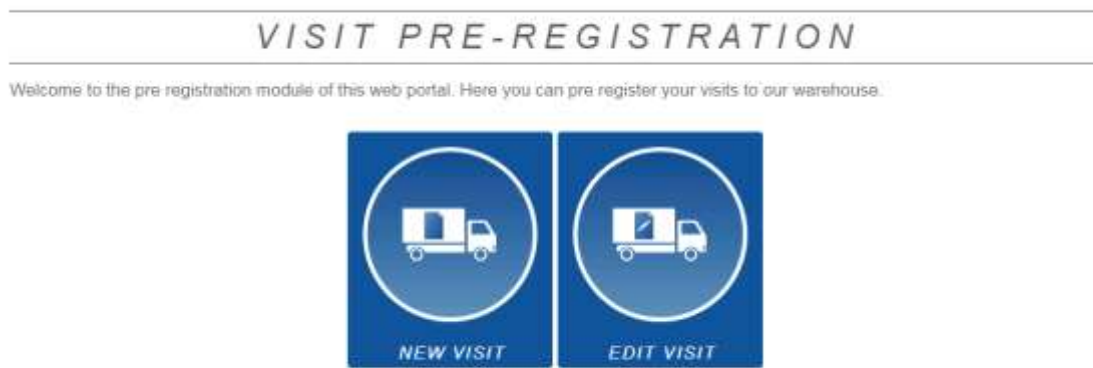 VISIT PRE-REGISTRATION
Welcome to the pre registration module of this web portal. Here you can pre register your visits to our warehouse.
NEW VISIT
EDIT VISIT